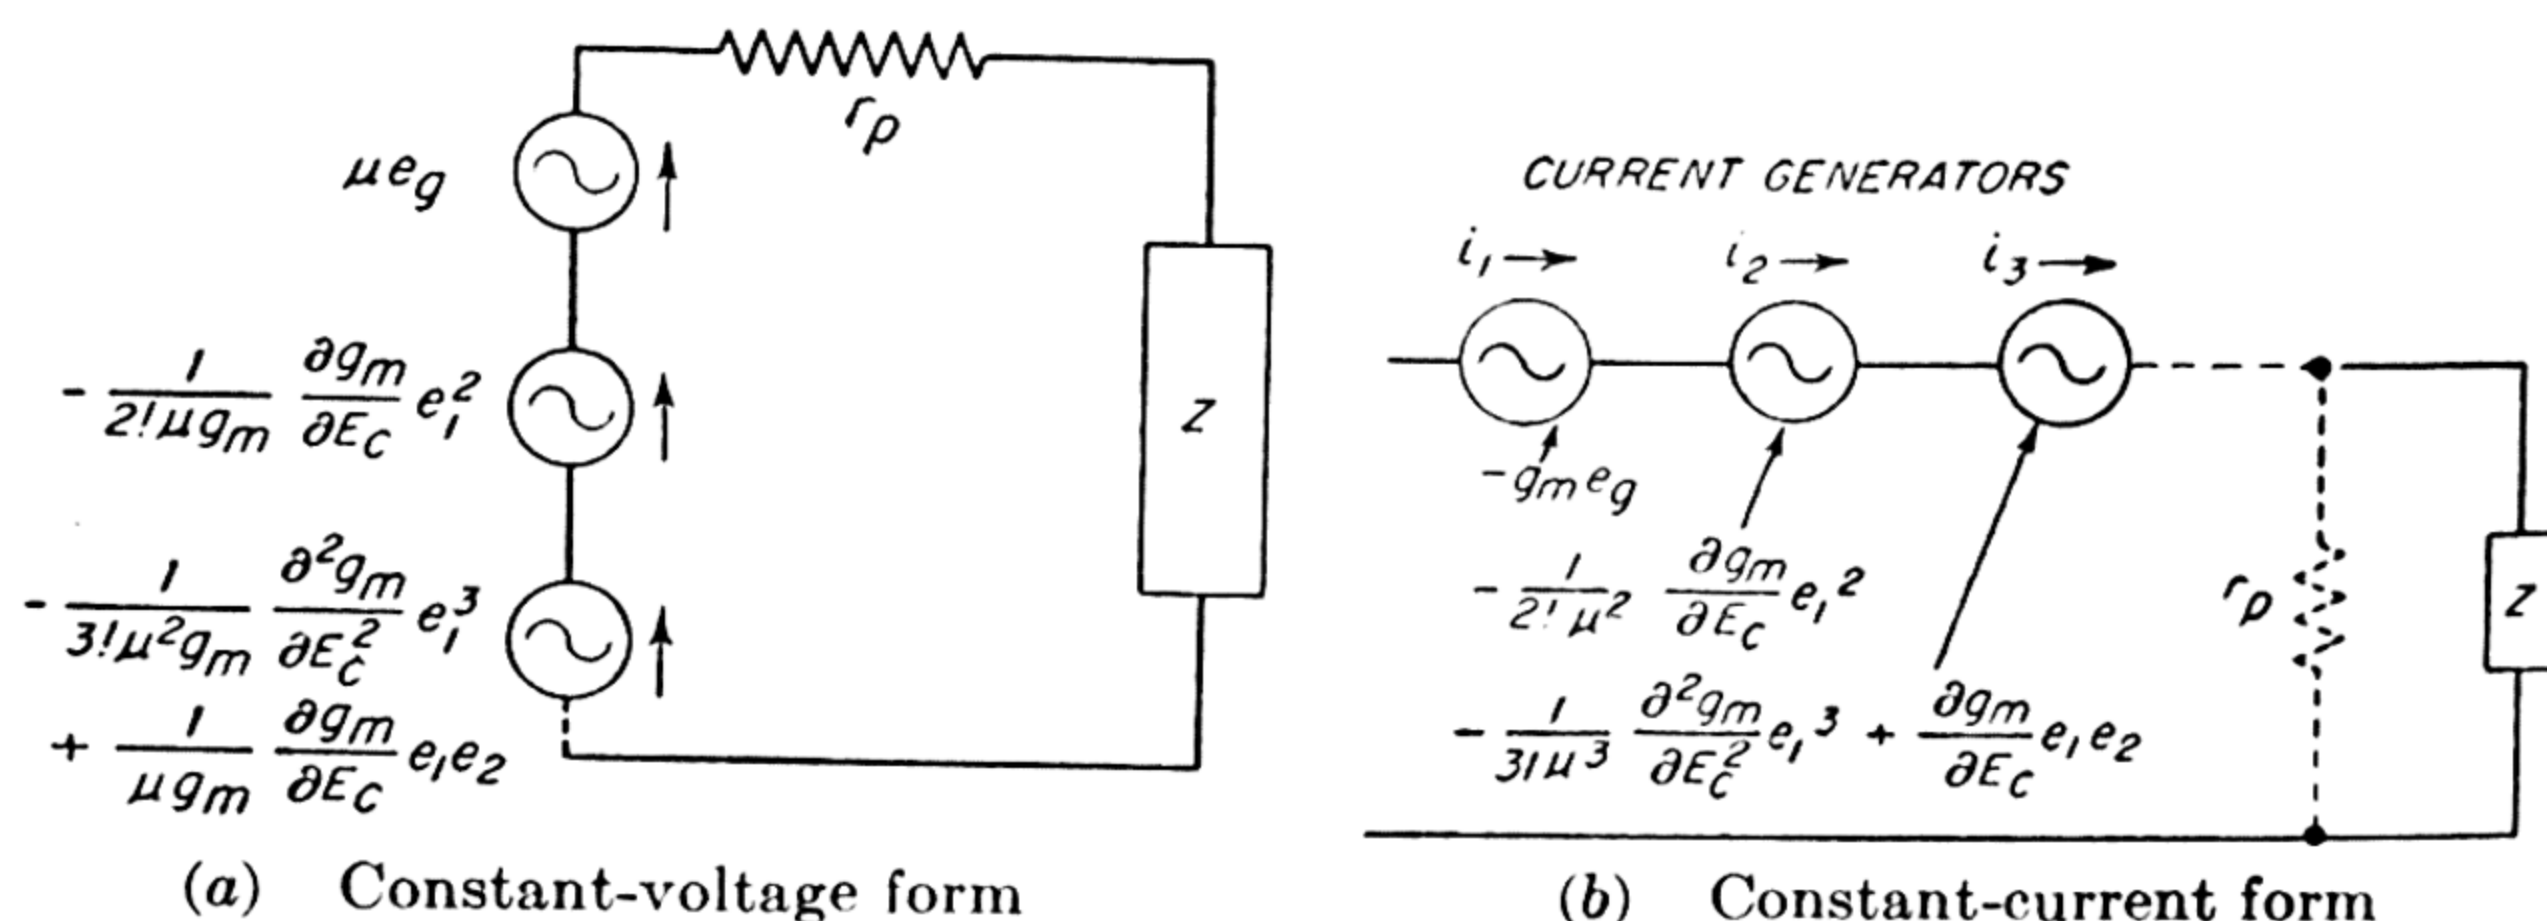 r_p
μe_g
- 1/(2!μg_m) ∂g_m/∂E_c e_1^2
Z
- 1/(3!μ^2g_m) ∂^2g_m/∂E_c^2 e_1^3
+ 1/(μg_m) ∂g_m/∂E_c e_1e_2
(a) Constant-voltage form
CURRENT GENERATORS
i_1 → i_2 → i_3 →
-g_m e_g
- 1/(2!μ^2) ∂g_m/∂E_c e_1^2
r_p
Z
- 1/(3!μ^3) ∂^2g_m/∂E_c^2 e_1^3 + ∂g_m/∂E_c e_1e_2
(b) Constant-current form